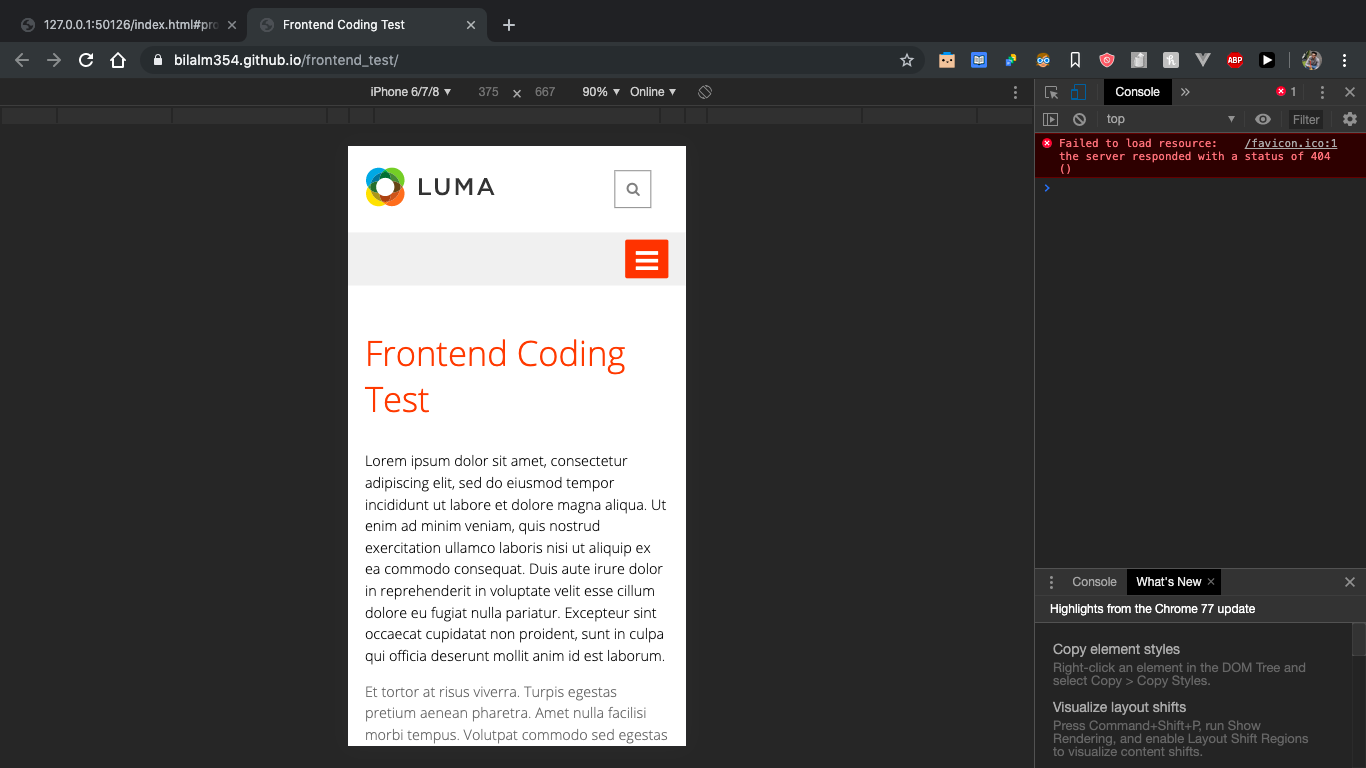 127.0.0.1:50126/index.html#pro
Frontend Coding Test
bilalm354.github.io/frontend_test/
ABP
iPhone 6/7/8 375 x 667 90% Online
Console 1
top Filter
Failed to load resource: /favicon.ico:1
the server responded with a status of 404
()
LUMA
Frontend Coding
Test
Lorem ipsum dolor sit amet, consectetur
adipiscing elit, sed do eiusmod tempor
incididunt ut labore et dolore magna aliqua. Ut
enim ad minim veniam, quis nostrud
exercitation ullamco laboris nisi ut aliquip ex
ea commodo consequat. Duis aute irure dolor
in reprehenderit in voluptate velit esse cillum
dolore eu fugiat nulla pariatur. Excepteur sint
occaecat cupidatat non proident, sunt in culpa
qui officia deserunt mollit anim id est laborum.
Et tortor at risus viverra. Turpis egestas
pretium aenean pharetra. Amet nulla facilisi
morbi tempus. Volutpat commodo sed egestas
Console What's New
Highlights from the Chrome 77 update
Copy element styles
Right-click an element in the DOM Tree and
select Copy > Copy Styles.
Visualize layout shifts
Press Command+Shift+P, run Show
Rendering, and enable Layout Shift Regions
to visualize content shifts.